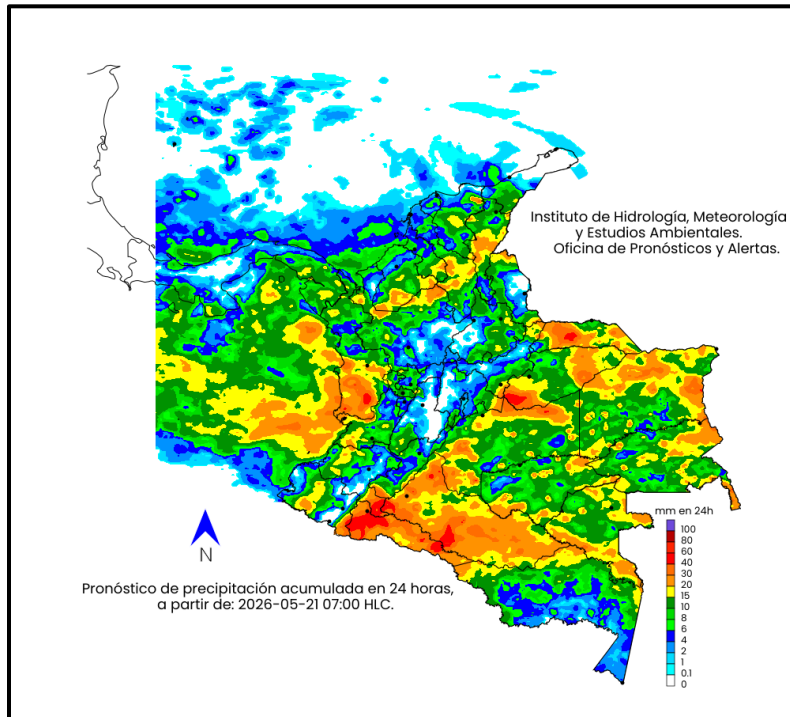 Instituto de Hidrología, Meteorología
y Estudios Ambientales.
Oficina de Pronósticos y Alertas.
N
Pronóstico de precipitación acumulada en 24 horas,
a partir de: 2026-05-21 07:00 HLC.
mm en 24h
100
80
60
40
30
20
15
10
8
6
4
2
1
0,1
0